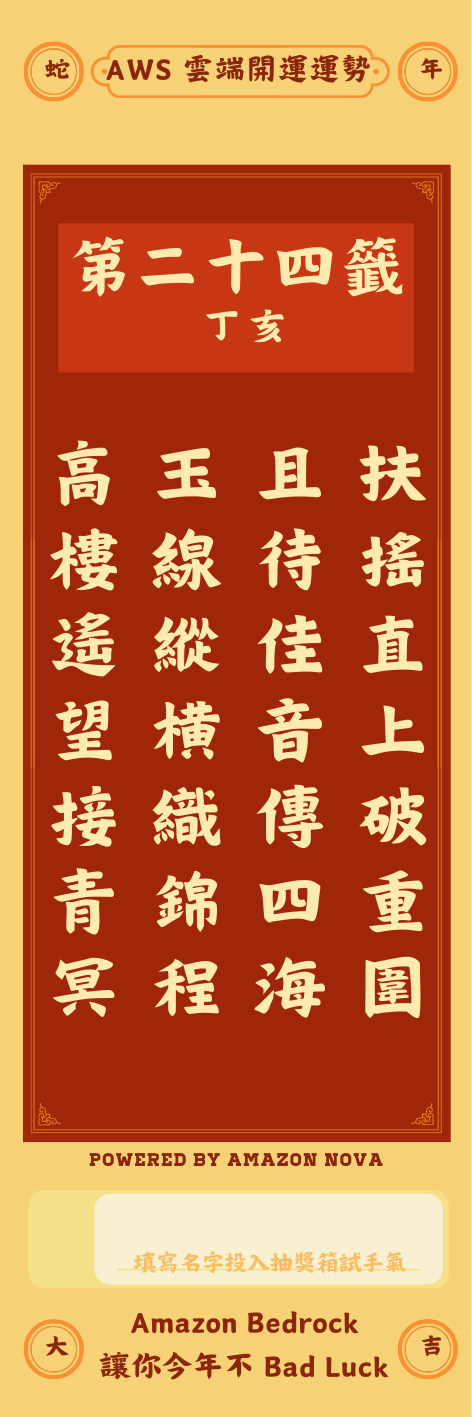 蛇
AWS 雲端開運運勢
年
第二十四籤
丁亥
扶搖直上破重圍
且待佳音傳四海
玉線縱橫織錦程
高樓遙望接青冥
POWERED BY AMAZON NOVA
填寫名字投入抽獎箱試手氣
大
Amazon Bedrock
讓你今年不 Bad Luck
吉